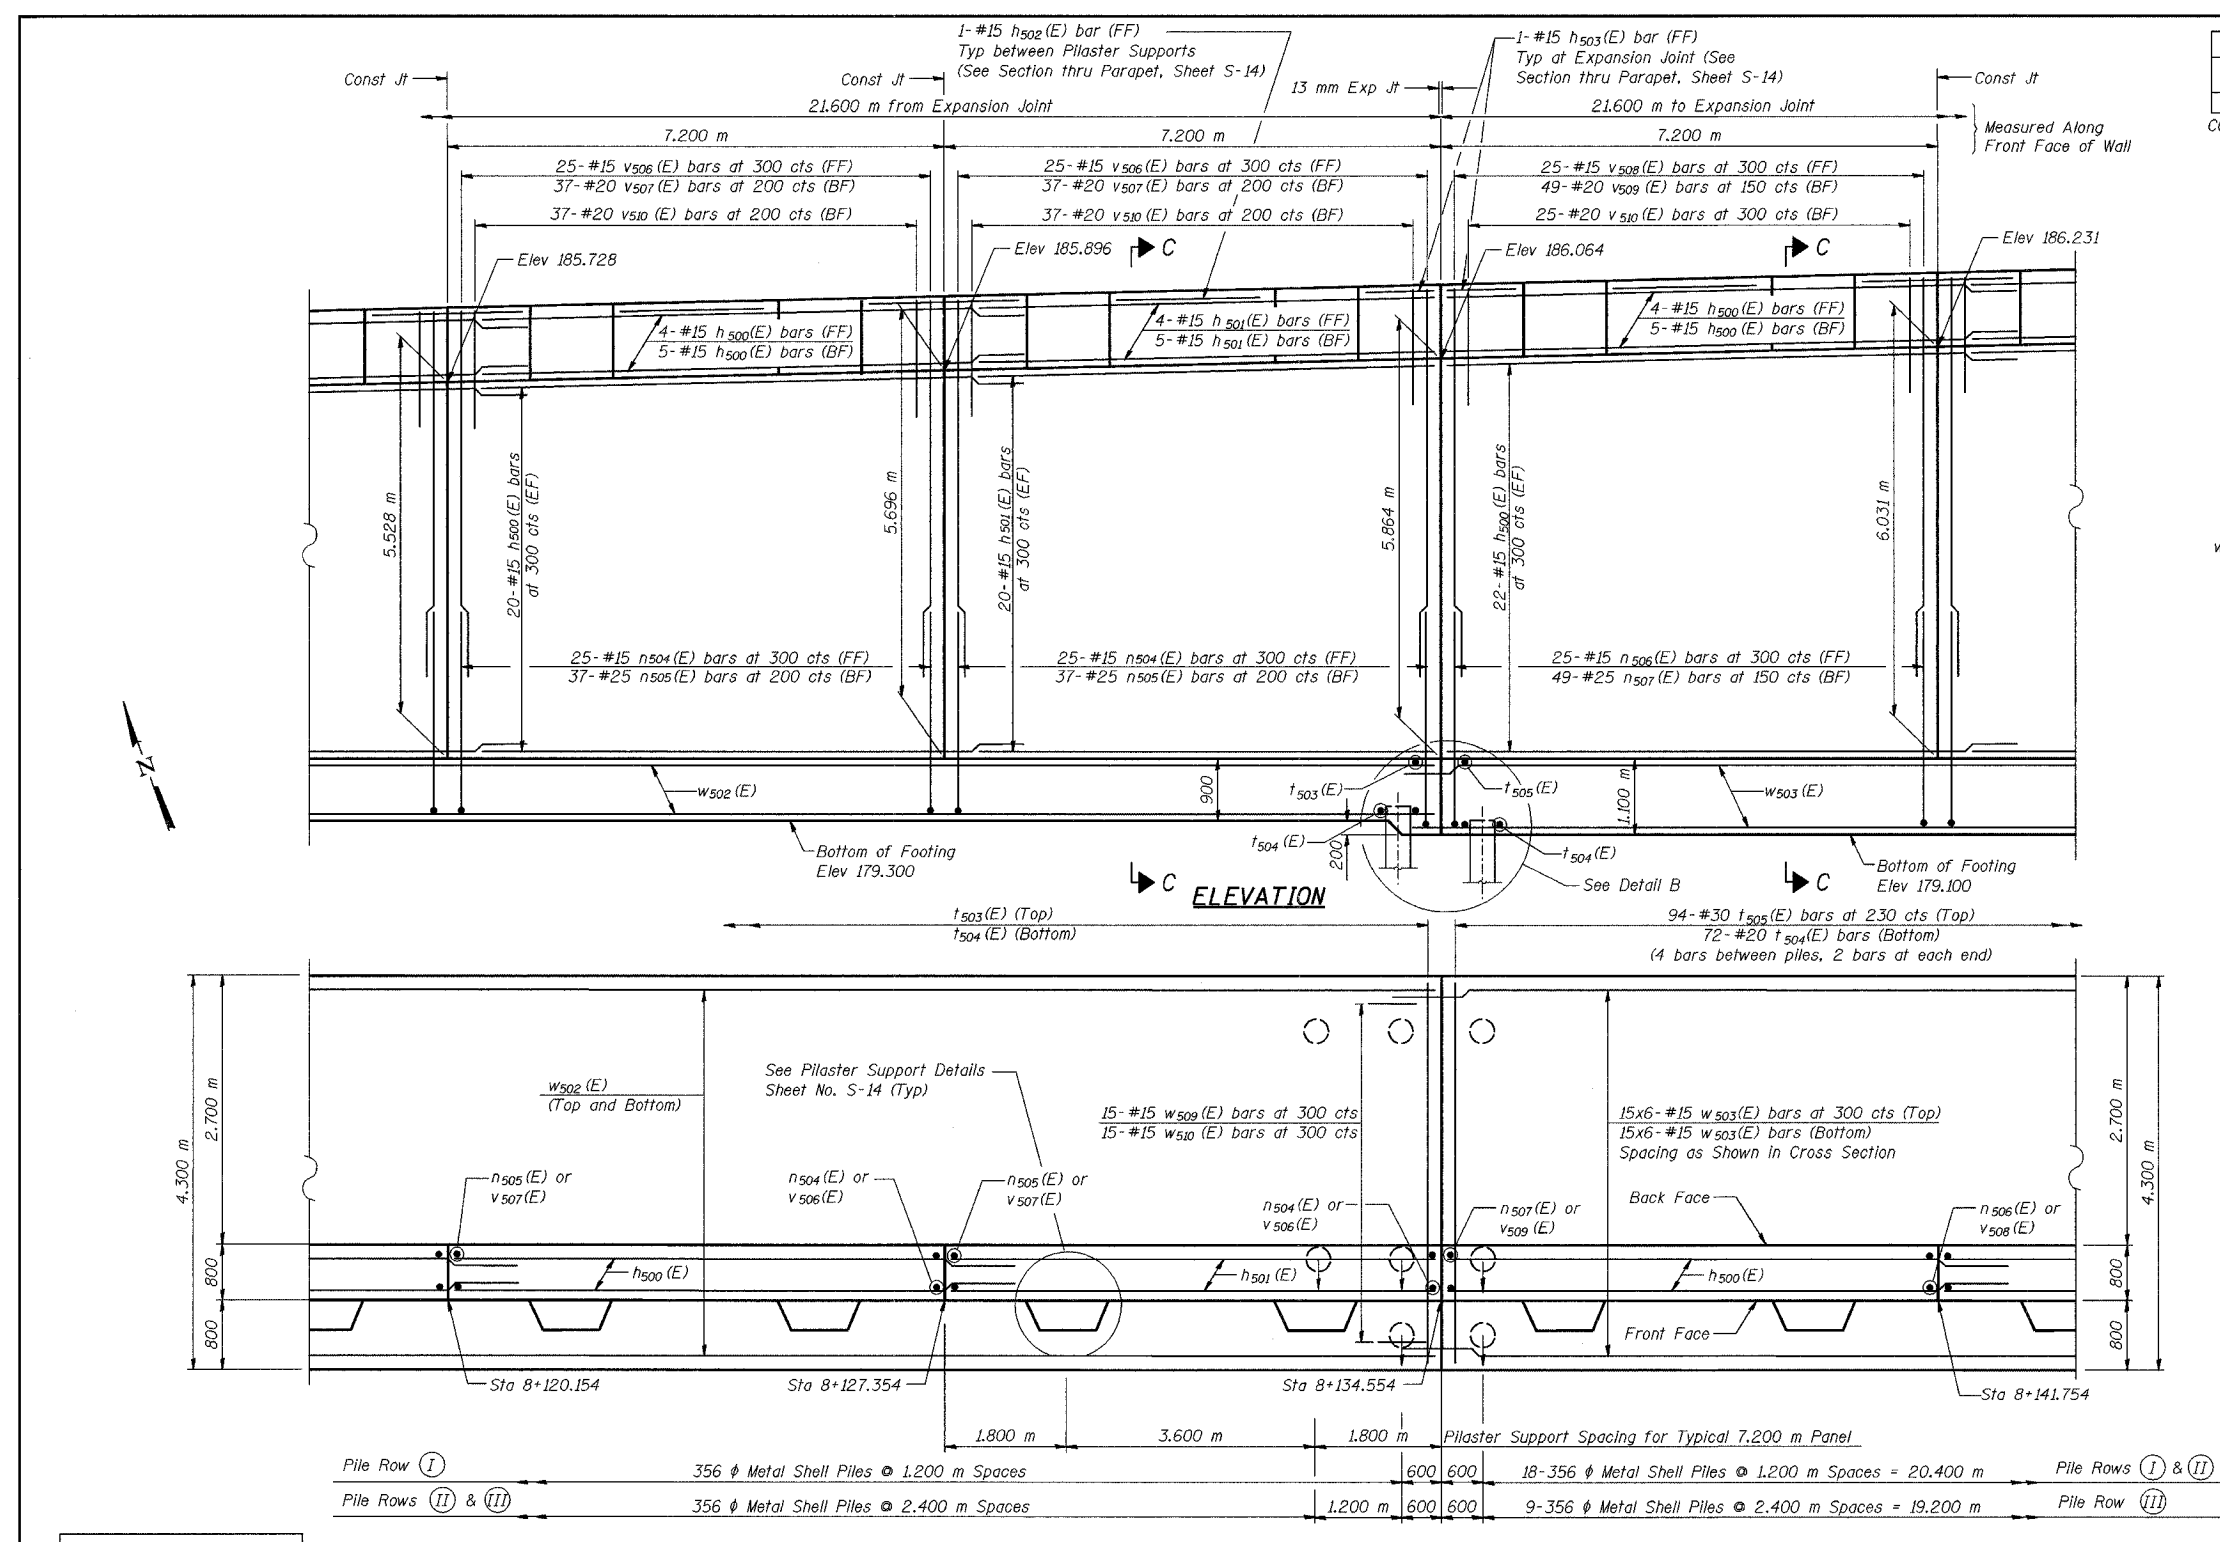 1-#15 h502(E) bar (FF)
Typ between Pilaster Supports
(See Section thru Parapet, Sheet S-14)
1-#15 h503(E) bar (FF)
Typ at Expansion Joint (See
Section thru Parapet, Sheet S-14)
Const Jt
Const Jt
13 mm Exp Jt
Const Jt
21.600 m from Expansion Joint
21.600 m to Expansion Joint
7.200 m
7.200 m
7.200 m
Measured Along
Front Face of Wall
25-#15 v506(E) bars at 300 cts (FF)
37-#20 v507(E) bars at 200 cts (BF)
37-#20 v510(E) bars at 200 cts (BF)
25-#15 v506(E) bars at 300 cts (FF)
37-#20 v507(E) bars at 200 cts (BF)
37-#20 v510(E) bars at 200 cts (BF)
25-#15 v508(E) bars at 300 cts (FF)
49-#20 v509(E) bars at 150 cts (BF)
25-#20 v510(E) bars at 300 cts (BF)
Elev 185.728
Elev 185.896
C
Elev 186.064
C
Elev 186.231
4-#15 h500(E) bars (FF)
5-#15 h500(E) bars (BF)
4-#15 h501(E) bars (FF)
5-#15 h501(E) bars (BF)
4-#15 h500(E) bars (FF)
5-#15 h500(E) bars (BF)
5.528 m
20-#15 h500(E) bars
at 300 cts (EF)
5.696 m
20-#15 h501(E) bars
at 300 cts (EF)
5.864 m
22-#15 h500(E) bars
at 300 cts (EF)
6.031 m
25-#15 n504(E) bars at 300 cts (FF)
37-#25 n505(E) bars at 200 cts (BF)
25-#15 n504(E) bars at 300 cts (FF)
37-#25 n505(E) bars at 200 cts (BF)
25-#15 n506(E) bars at 300 cts (FF)
49-#25 n507(E) bars at 150 cts (BF)
N
w502(E)
900
t503(E)
t505(E)
1.100 m
w503(E)
t504(E)
200
t504(E)
Bottom of Footing
Elev 179.300
See Detail B
Bottom of Footing
Elev 179.100
C
ELEVATION
C
t503(E) (Top)
t504(E) (Bottom)
94-#30 t505(E) bars at 230 cts (Top)
72-#20 t504(E) bars (Bottom)
(4 bars between piles, 2 bars at each end)
4.300 m
2.700 m
800
800
w502(E)
(Top and Bottom)
See Pilaster Support Details
Sheet No. S-14 (Typ)
15-#15 w509(E) bars at 300 cts
15-#15 w510(E) bars at 300 cts
15x6-#15 w503(E) bars at 300 cts (Top)
15x6-#15 w503(E) bars (Bottom)
Spacing as Shown in Cross Section
2.700 m
4.300 m
800
800
n505(E) or
v507(E)
n504(E) or
v506(E)
n505(E) or
v507(E)
n504(E) or
v506(E)
n507(E) or
v509(E)
Back Face
n506(E) or
v508(E)
h500(E)
h501(E)
h500(E)
Front Face
Sta 8+120.154
Sta 8+127.354
Sta 8+134.554
Sta 8+141.754
1.800 m
3.600 m
1.800 m
Pilaster Support Spacing for Typical 7.200 m Panel
Pile Row I
356 φ Metal Shell Piles @ 1.200 m Spaces
600
600
18-356 φ Metal Shell Piles @ 1.200 m Spaces = 20.400 m
Pile Rows I & II
Pile Rows II & III
356 φ Metal Shell Piles @ 2.400 m Spaces
1.200 m
600
600
9-356 φ Metal Shell Piles @ 2.400 m Spaces = 19.200 m
Pile Row III